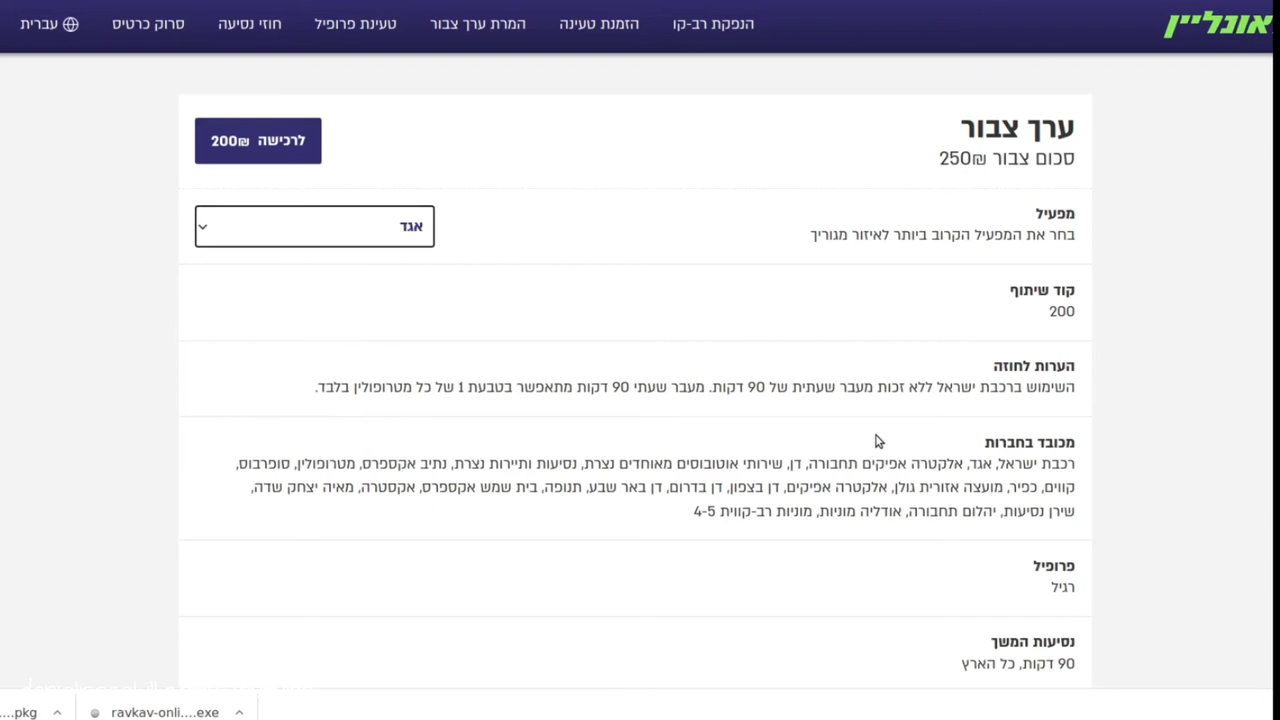 אונליין
הנפקת רב-קו
הזמנת טעינה
המרת ערך צבור
טעינת פרופיל
חוזי נסיעה
סרוק כרטיס
עברית
ערך צבור
סכום צבור ₪250
לרכישה ₪200
מפעיל
בחר את המפעיל הקרוב ביותר לאיזור מגוריך
אגד
קוד שיתוף
200
הערות לחוזה
השימוש ברכבת ישראל ללא זכות מעבר שעתית של 90 דקות. מעבר שעתי 90 דקות מתאפשר בטבעת 1 של כל מטרופולין בלבד.
מכובד בחברות
רכבת ישראל, אגד, אלקטרה אפיקים תחבורה, דן, שירותי אוטובוסים מאוחדים נצרת, נסיעות ותיירות נצרת, נתיב אקספרס, מטרופולין, סופרבוס,
קווים, כפיר, מועצה אזורית גולן, אלקטרה אפיקים, דן בצפון, דן בדרום, דן באר שבע, תנופה, בית שמש אקספרס, אקסטרה, מאיה יצחק שדה,
שירן נסיעות, יהלום תחבורה, אודליה מוניות, מוניות רב-קווית 4-5
פרופיל
רגיל
נסיעות המשך
90 דקות, כל הארץ
....pkg
ravkav-onli....exe